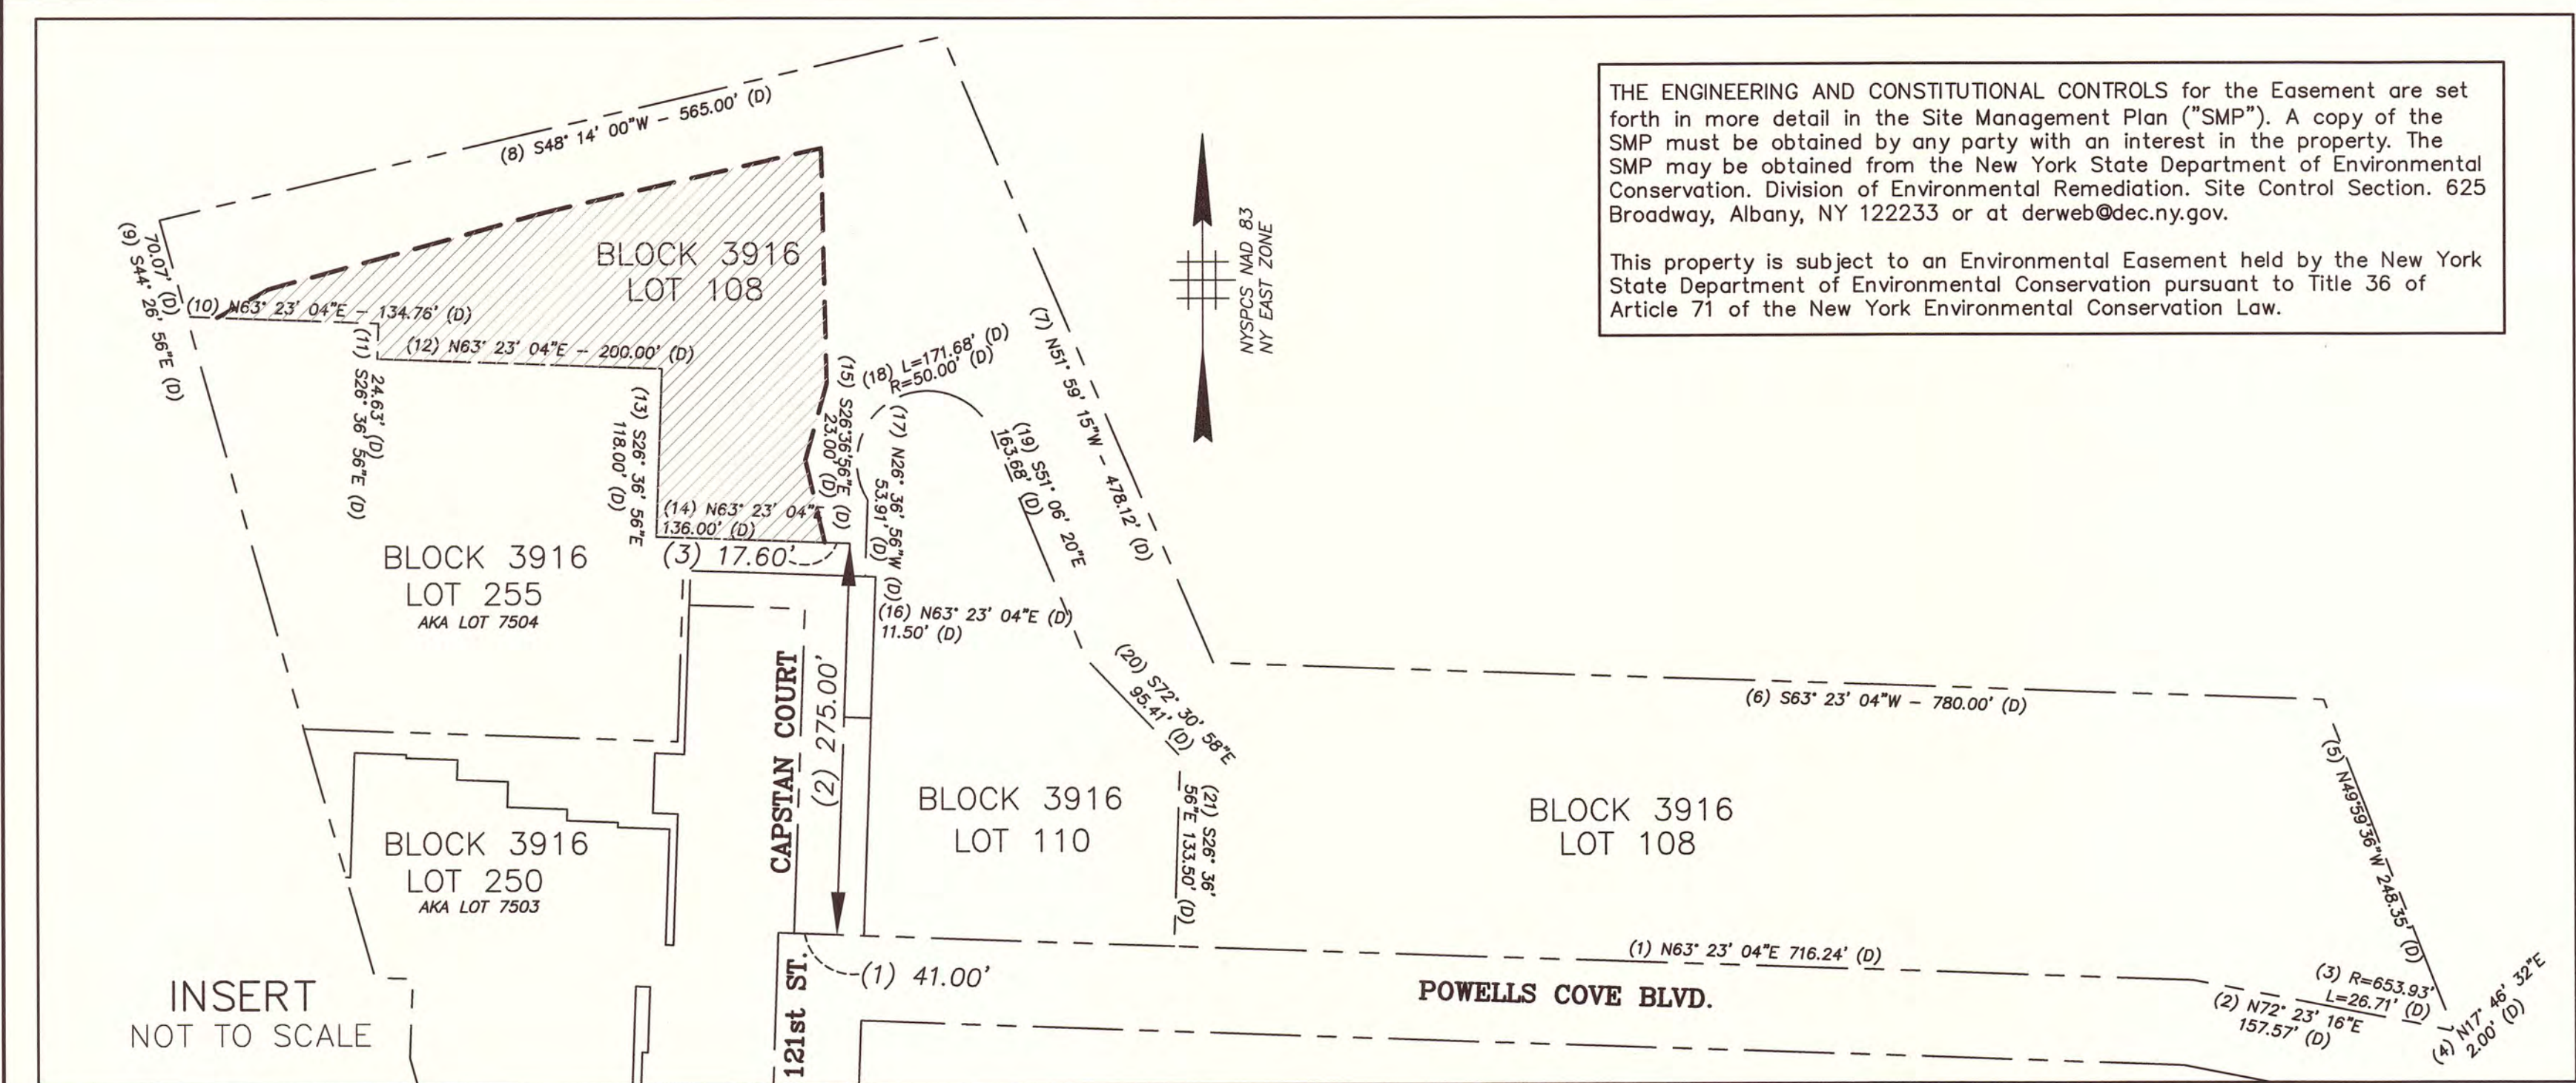 THE ENGINEERING AND CONSTITUTIONAL CONTROLS for the Easement are set
forth in more detail in the Site Management Plan ("SMP"). A copy of the
SMP must be obtained by any party with an interest in the property. The
SMP may be obtained from the New York State Department of Environmental
Conservation. Division of Environmental Remediation. Site Control Section. 625
Broadway, Albany, NY 122233 or at derweb@dec.ny.gov.
This property is subject to an Environmental Easement held by the New York
State Department of Environmental Conservation pursuant to Title 36 of
Article 71 of the New York Environmental Conservation Law.
(8) S48° 14' 00"W - 565.00' (D)
BLOCK 3916
LOT 108
(9) S44° 26' 56"E (D)
70.07' (D)
(10) N63° 23' 04"E - 134.76' (D)
(11) S26° 36' 56"E (D)
24.63' (D)
(12) N63° 23' 04"E - 200.00' (D)
(13) S26° 36' 56"E
118.00' (D)
(14) N63° 23' 04"E
136.00' (D)
(15) S26°36'56"E (D)
23.00' (D)
(18) L=171.68' (D)
R=50.00' (D)
(17) N26° 36' 56"W (D)
53.91' (D)
(19) S51° 06' 20"E
163.68' (D)
(7) N51° 59' 15"W - 478.12' (D)
NYSPCS NAD 83
NY EAST ZONE
(3) 17.60'
BLOCK 3916
LOT 255
AKA LOT 7504
(16) N63° 23' 04"E (D)
11.50' (D)
(20) S72° 30' 58"E
95.41' (D)
(6) S63° 23' 04"W - 780.00' (D)
(5) N49°59'36"W 248.35' (D)
CAPSTAN COURT
(2) 275.00'
BLOCK 3916
LOT 110
(21) S26° 36'
56"E 133.50' (D)
BLOCK 3916
LOT 108
BLOCK 3916
LOT 250
AKA LOT 7503
(1) N63° 23' 04"E 716.24' (D)
(1) 41.00'
121st ST.
POWELLS COVE BLVD.
(3) R=653.93'
L=26.71' (D)
(2) N72° 23' 16"E
157.57' (D)
(4) N17° 46' 32"E
2.00' (D)
INSERT
NOT TO SCALE